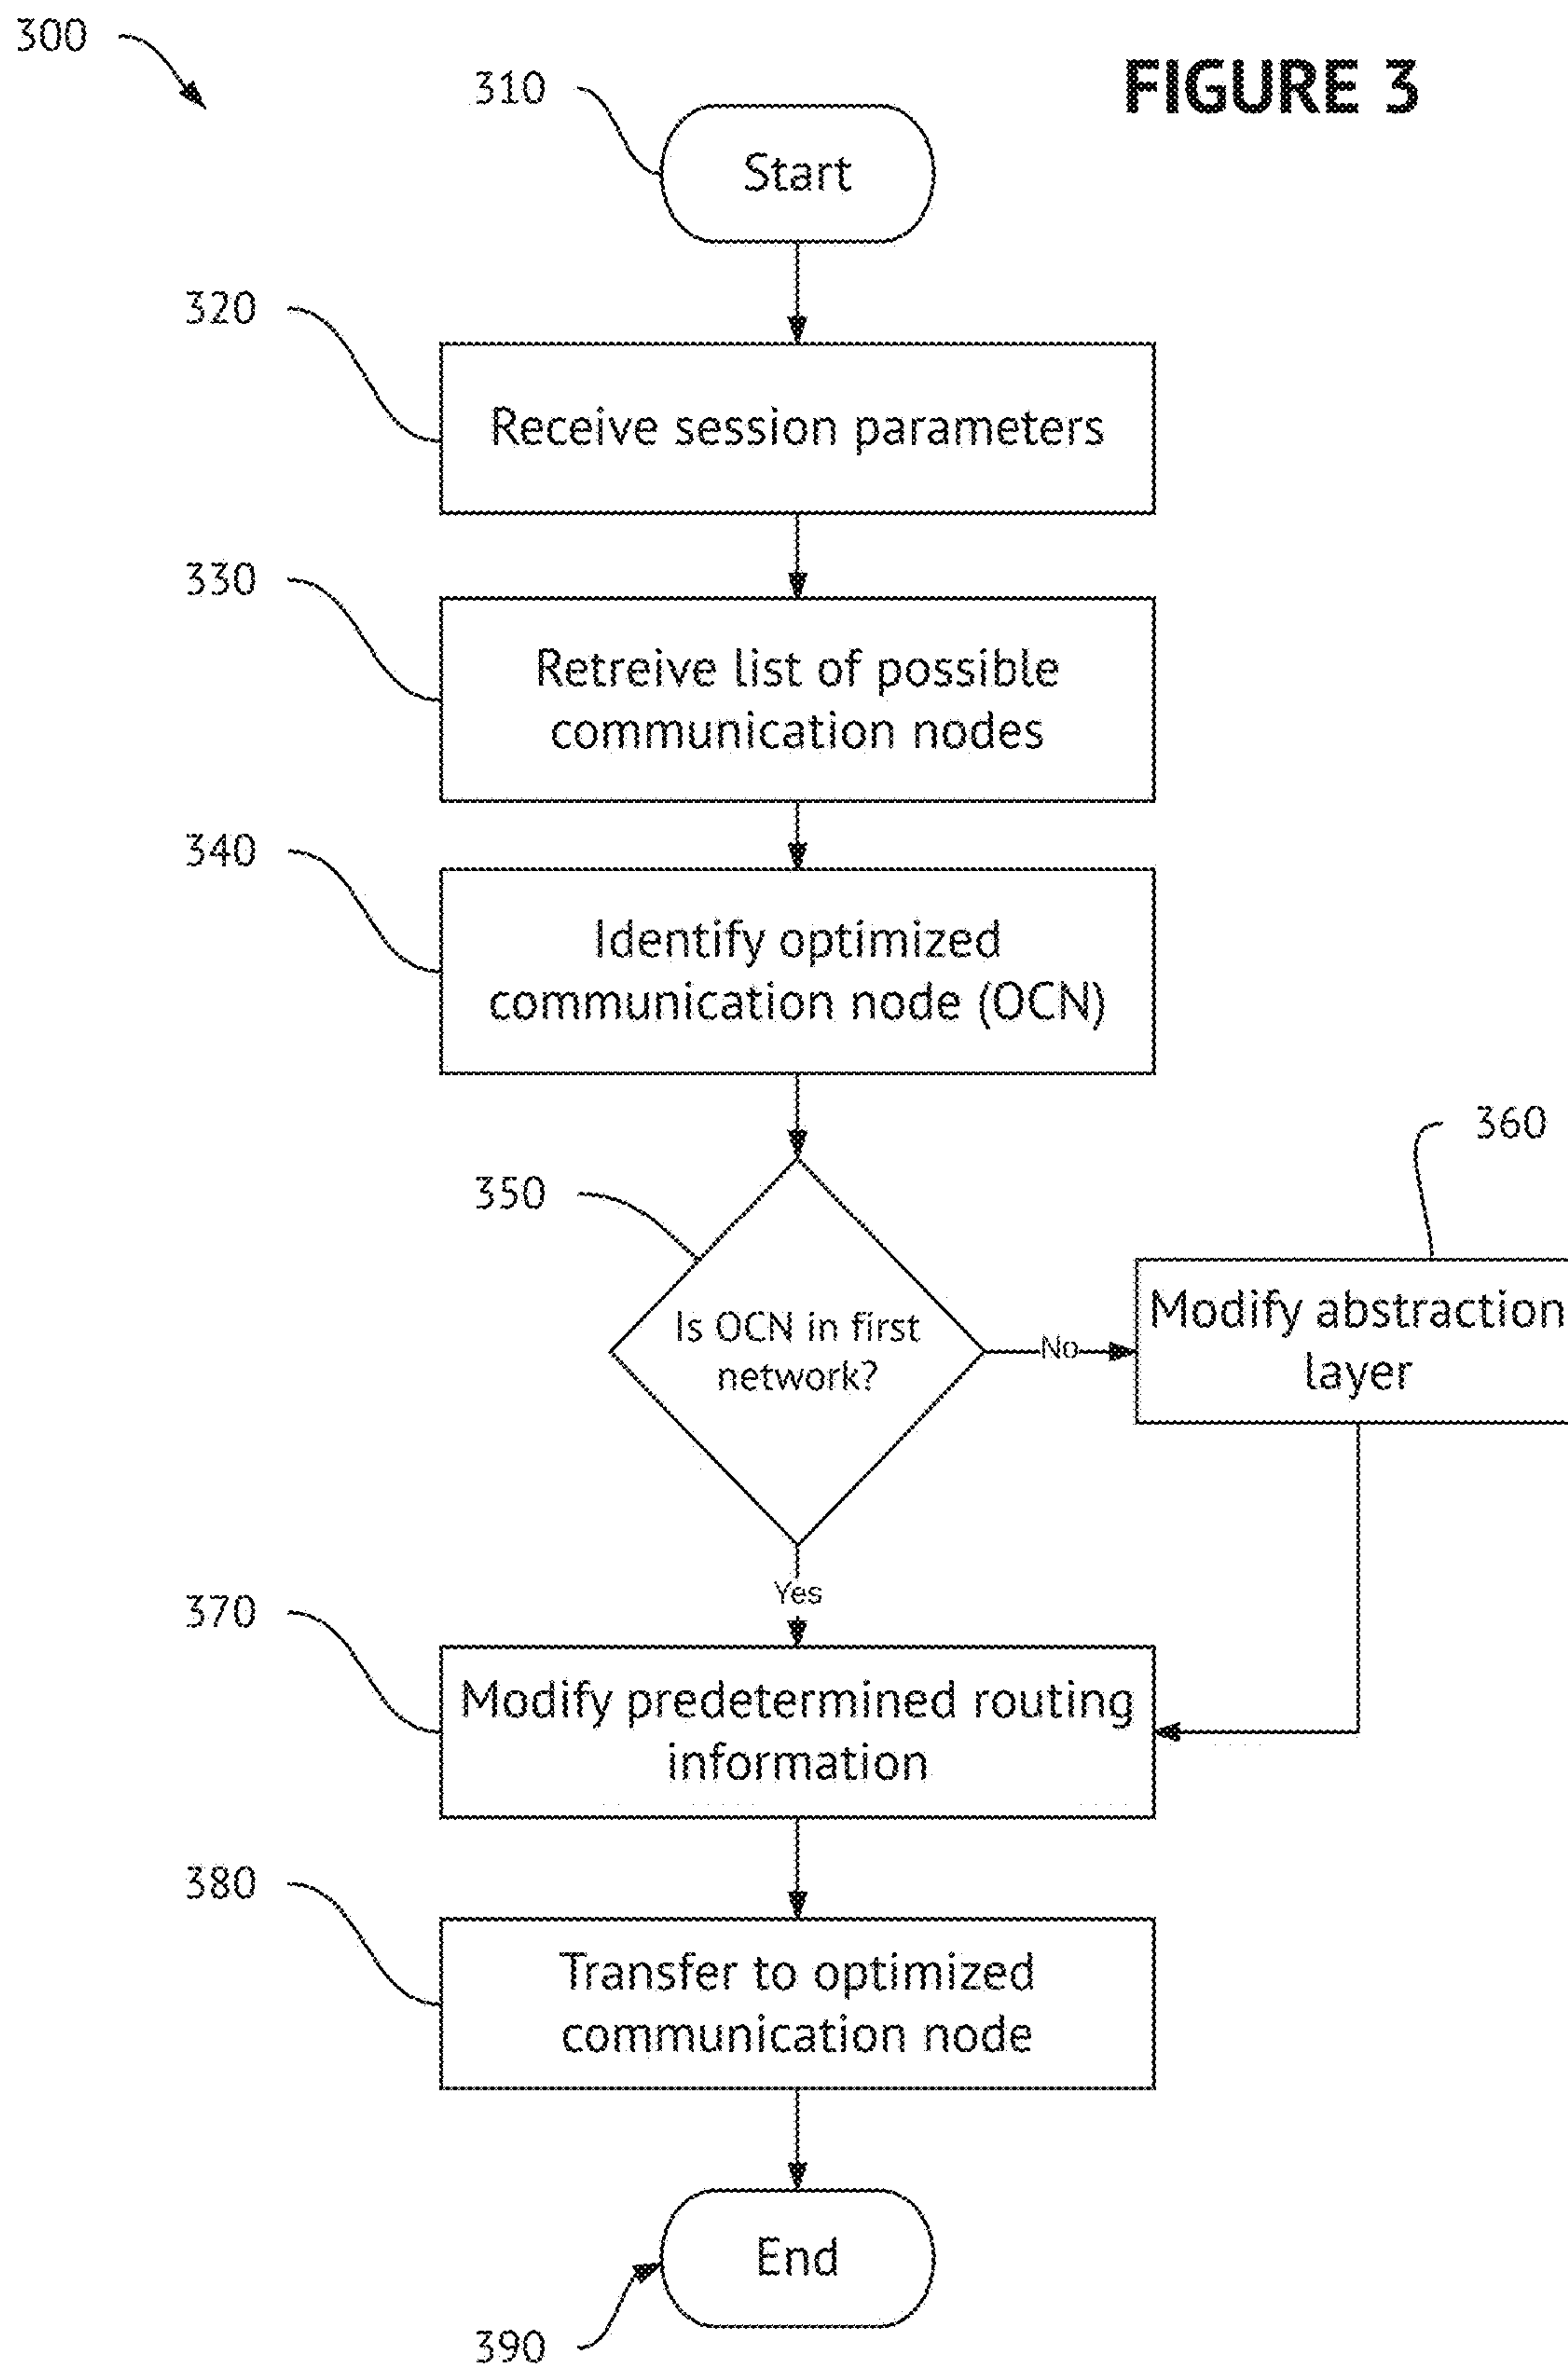 300
FIGURE 3
310
Start
320
Receive session parameters
330
Retreive list of possible
communication nodes
340
Identify optimized
communication node (OCN)
350
360
Is OCN in first
network?
No
Modify abstraction
layer
Yes
370
Modify predetermined routing
information
380
Transfer to optimized
communication node
End
390